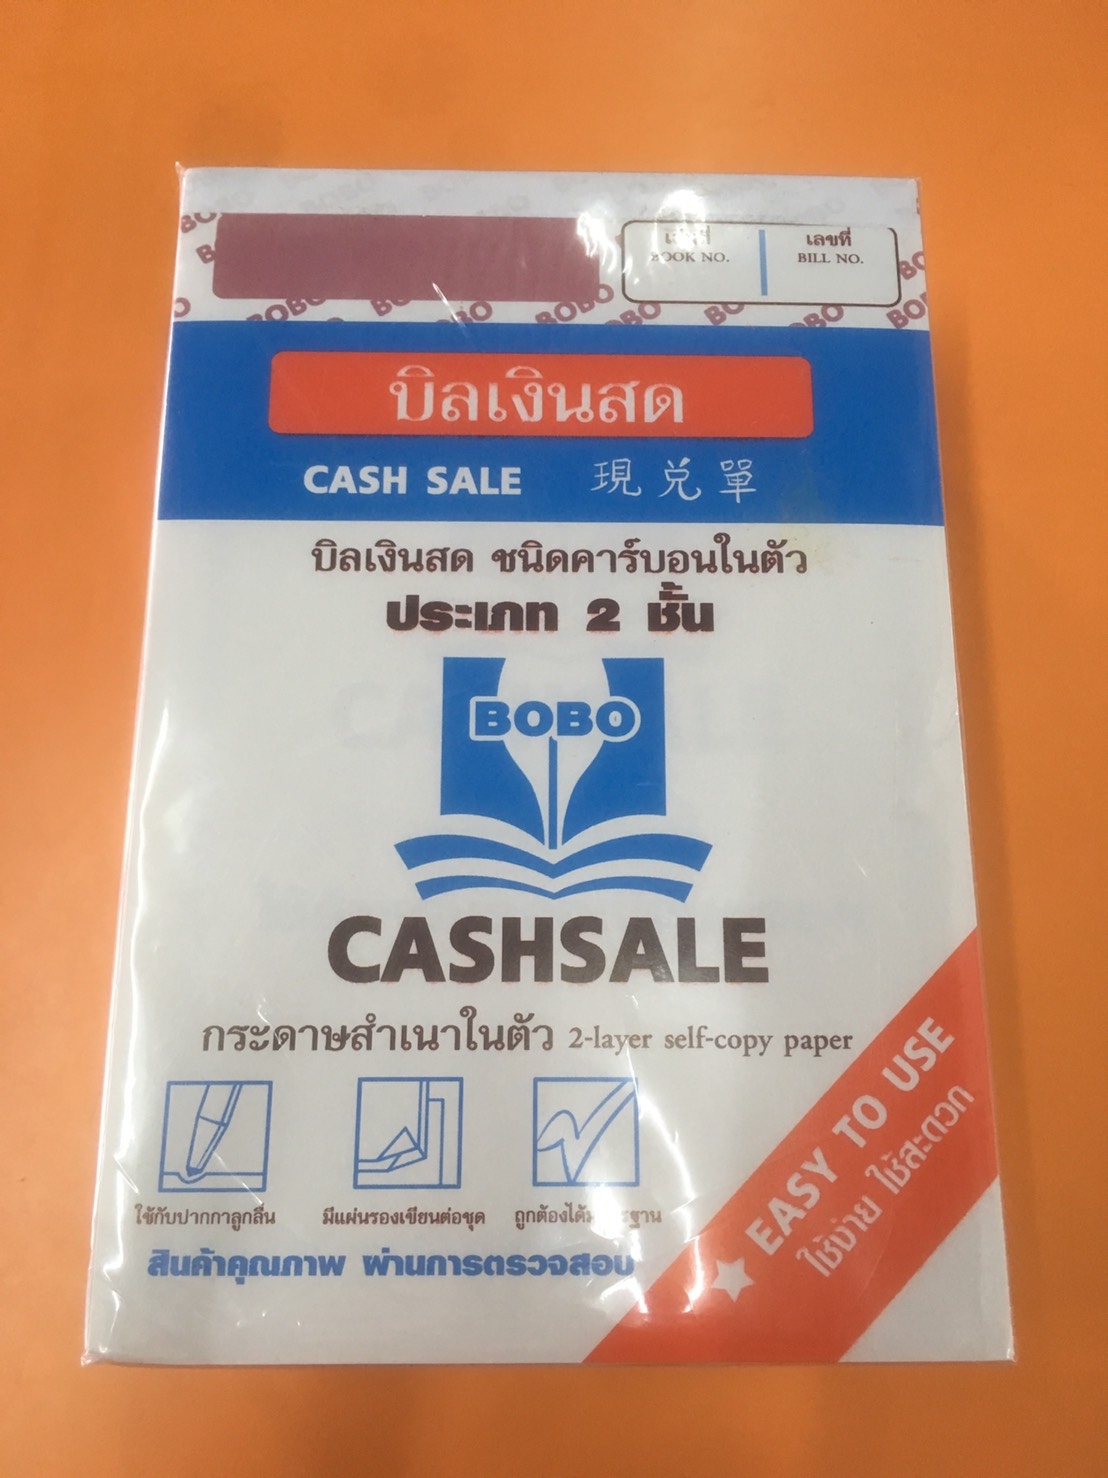 เล่มที่ เลขที่
BOOK NO. BILL NO.
บิลเงินสด
CASH SALE 現兌單
บิลเงินสด ชนิดคาร์บอนในตัว
ประเภท 2 ชั้น
BOBO
CASHSALE
กระดาษสำเนาในตัว 2-layer self-copy paper
ใช้กับปากกาลูกลื่น มีแผ่นรองเขียนต่อชุด ถูกต้องได้มาตรฐาน
สินค้าคุณภาพ ผ่านการตรวจสอบ
EASY TO USE
ใช้ง่าย ใช้สะดวก